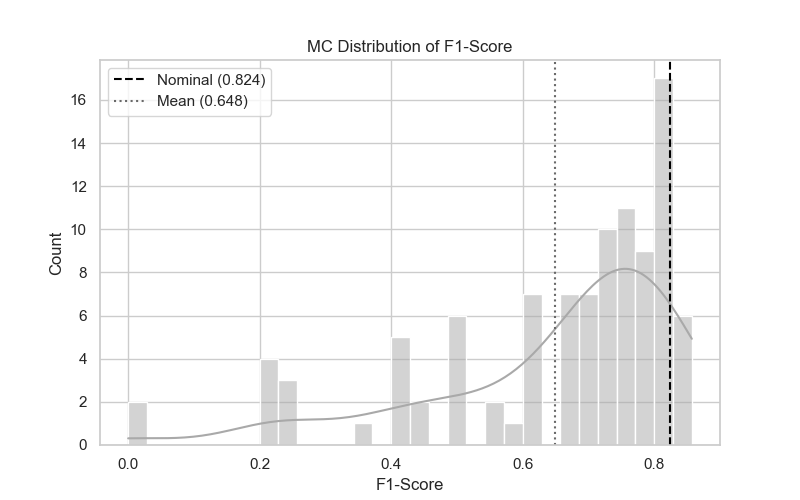 MC Distribution of F1-Score
Nominal (0.824)
Mean (0.648)
Count
16
14
12
10
8
6
4
2
0
0.0 0.2 0.4 0.6 0.8
F1-Score